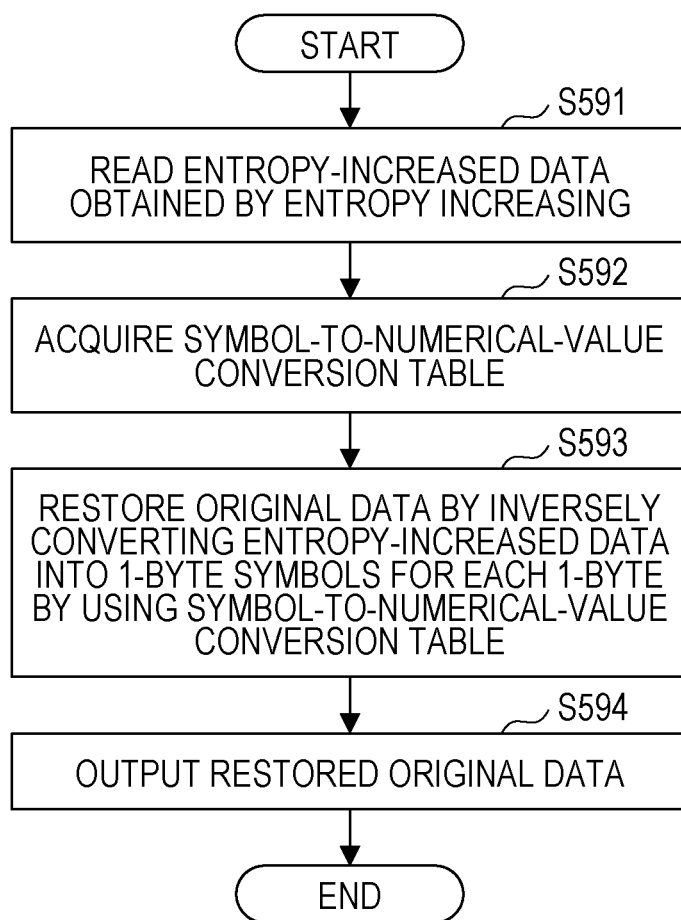 START
S591
READ ENTROPY-INCREASED DATA
OBTAINED BY ENTROPY INCREASING
S592
ACQUIRE SYMBOL-TO-NUMERICAL-VALUE
CONVERSION TABLE
S593
RESTORE ORIGINAL DATA BY INVERSELY
CONVERTING ENTROPY-INCREASED DATA
INTO 1-BYTE SYMBOLS FOR EACH 1-BYTE
BY USING SYMBOL-TO-NUMERICAL-VALUE
CONVERSION TABLE
S594
OUTPUT RESTORED ORIGINAL DATA
END